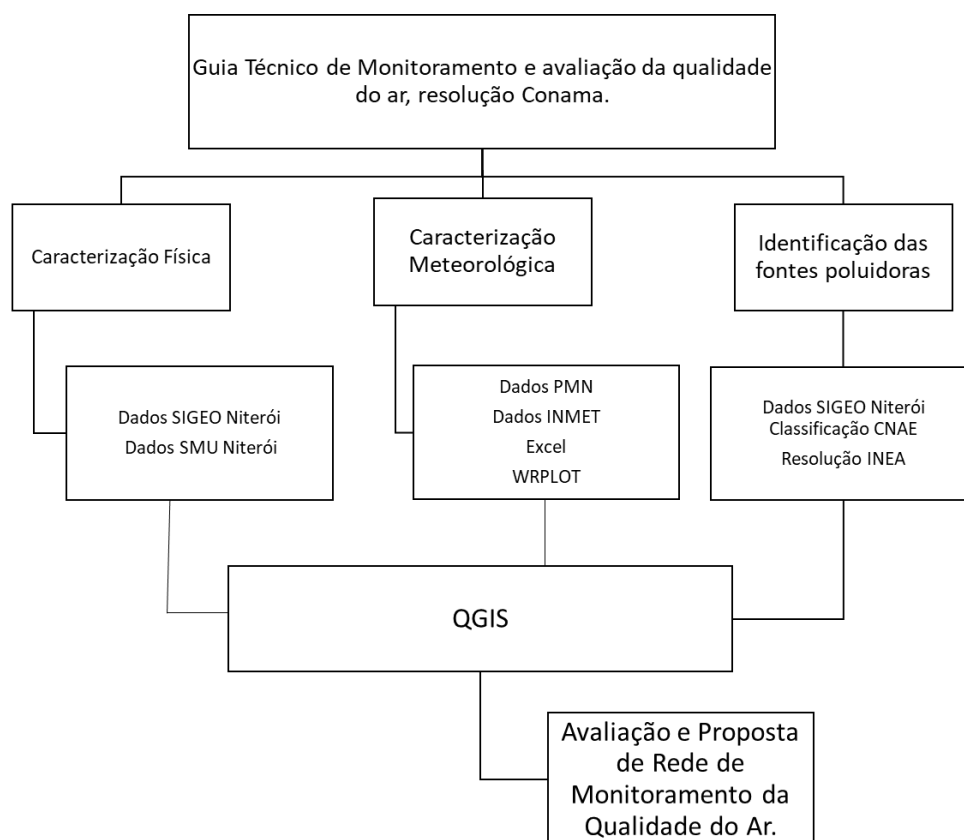 Guia Técnico de Monitoramento e avaliação da qualidade
do ar, resolução Conama.
Caracterização Física
Caracterização
Meteorológica
Identificação das
fontes poluidoras
Dados SIGEO Niterói
Dados SMU Niterói
Dados PMN
Dados INMET
Excel
WRPLOT
Dados SIGEO Niterói
Classificação CNAE
Resolução INEA
QGIS
Avaliação e Proposta
de Rede de
Monitoramento da
Qualidade do Ar.